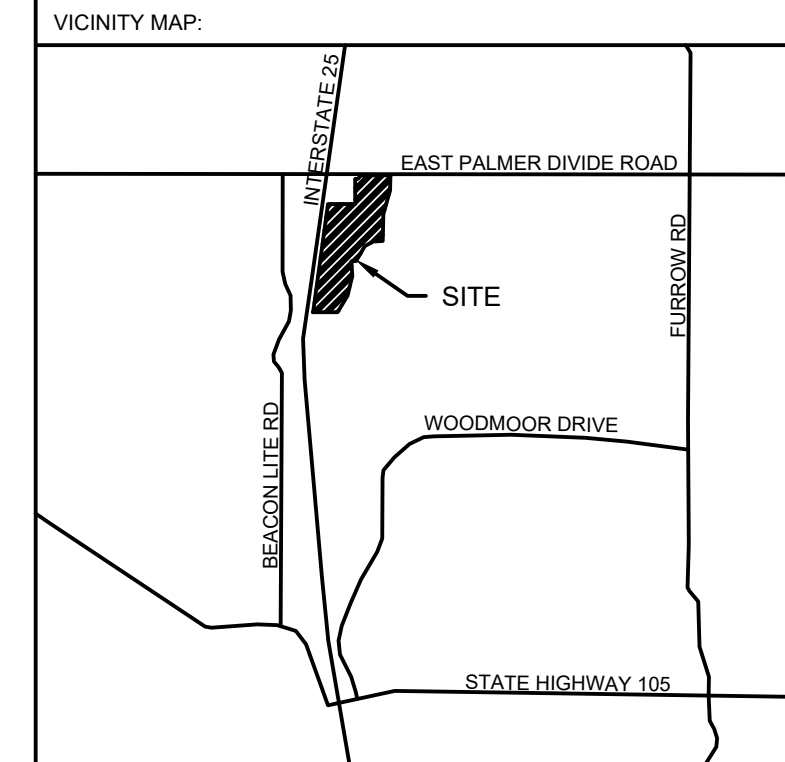 VICINITY MAP:
INTERSTATE 25
EAST PALMER DIVIDE ROAD
FURROW RD
SITE
BEACON LITE RD
WOODMOOR DRIVE
STATE HIGHWAY 105